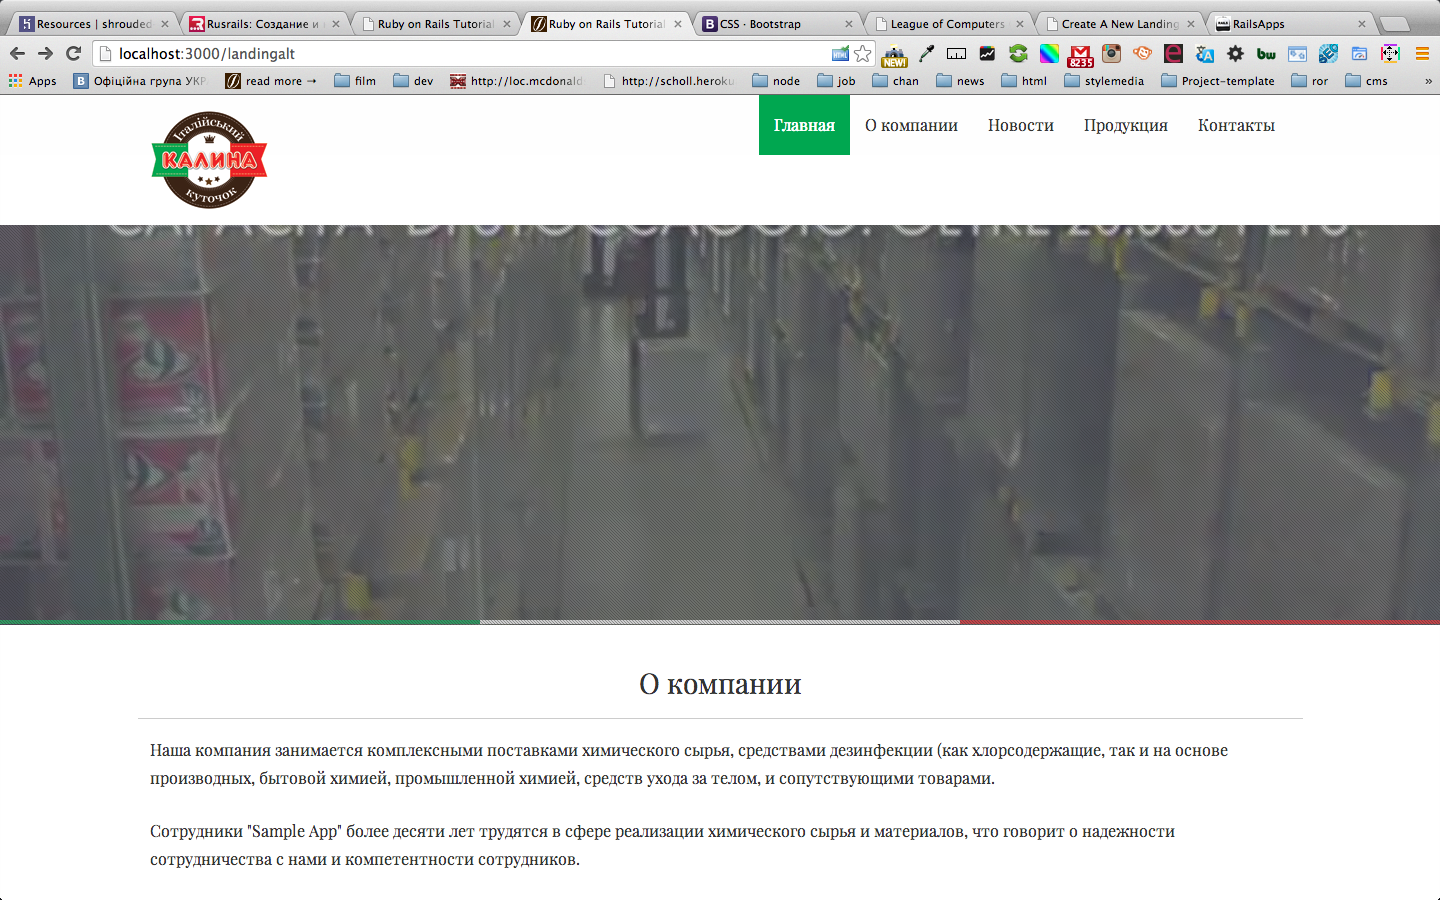 Resources | shrouded
Rusrails: Создание и
Ruby on Rails Tutorial
Ruby on Rails Tutorial
CSS · Bootstrap
League of Computers
Create A New Landing
RailsApps
localhost:3000/landingalt
NEW!
8235
bw
Apps
Офіційна група УКР
read more →
film
dev
http://loc.mcdonald
http://scholl.heroku
node
job
chan
news
html
stylemedia
Project-template
ror
cms
»
Італійський
КАЛИНА
куточок
Главная
О компании
Новости
Продукция
Контакты
О компании
Наша компания занимается комплексными поставками химического сырья, средствами дезинфекции (как хлорсодержащие, так и на основе
производных, бытовой химией, промышленной химией, средств ухода за телом, и сопутствующими товарами.
Сотрудники "Sample App" более десяти лет трудятся в сфере реализации химического сырья и материалов, что говорит о надежности
сотрудничества с нами и компетентности сотрудников.